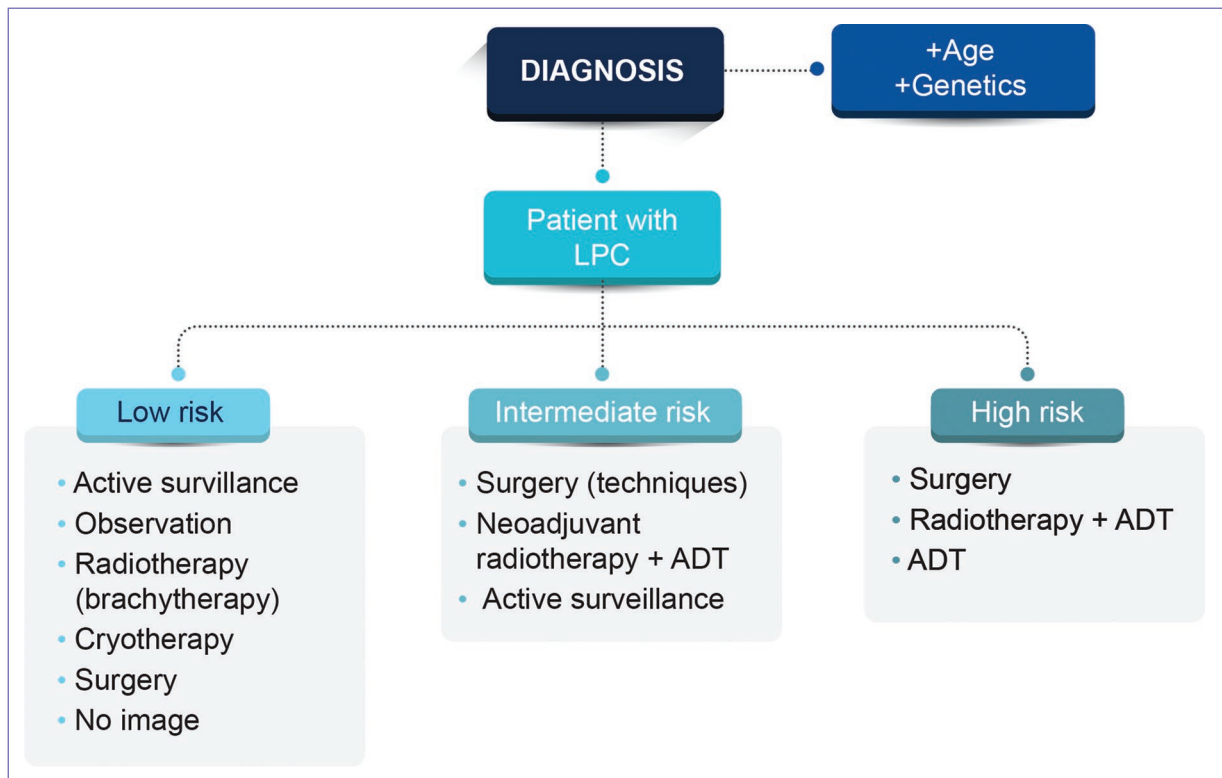 DIAGNOSIS
+Age
+Genetics
Patient with
LPC
Low risk
• Active survillance
• Observation
• Radiotherapy
(brachytherapy)
• Cryotherapy
• Surgery
• No image
Intermediate risk
• Surgery (techniques)
• Neoadjuvant
radiotherapy + ADT
• Active surveillance
High risk
• Surgery
• Radiotherapy + ADT
• ADT